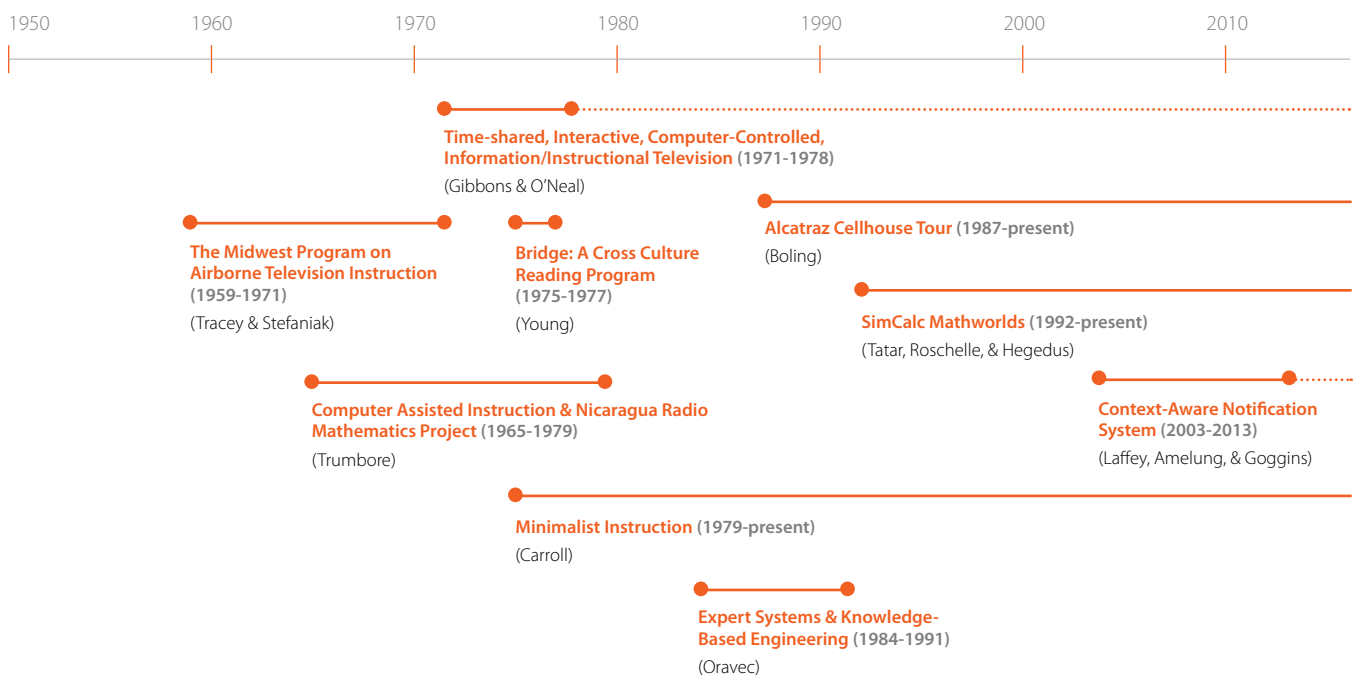 1950 1960 1970 1980 1990 2000 2010
Time-shared, Interactive, Computer-Controlled,
Information/Instructional Television (1971-1978)
(Gibbons & O’Neal)
The Midwest Program on
Airborne Television Instruction
(1959-1971)
(Tracey & Stefaniak)
Bridge: A Cross Culture
Reading Program
(1975-1977)
(Young)
Alcatraz Cellhouse Tour (1987-present)
(Boling)
SimCalc Mathworlds (1992-present)
(Tatar, Roschelle, & Hegedus)
Computer Assisted Instruction & Nicaragua Radio
Mathematics Project (1965-1979)
(Trumbore)
Context-Aware Notification
System (2003-2013)
(Laffey, Amelung, & Goggins)
Minimalist Instruction (1979-present)
(Carroll)
Expert Systems & Knowledge-
Based Engineering (1984-1991)
(Oravec)